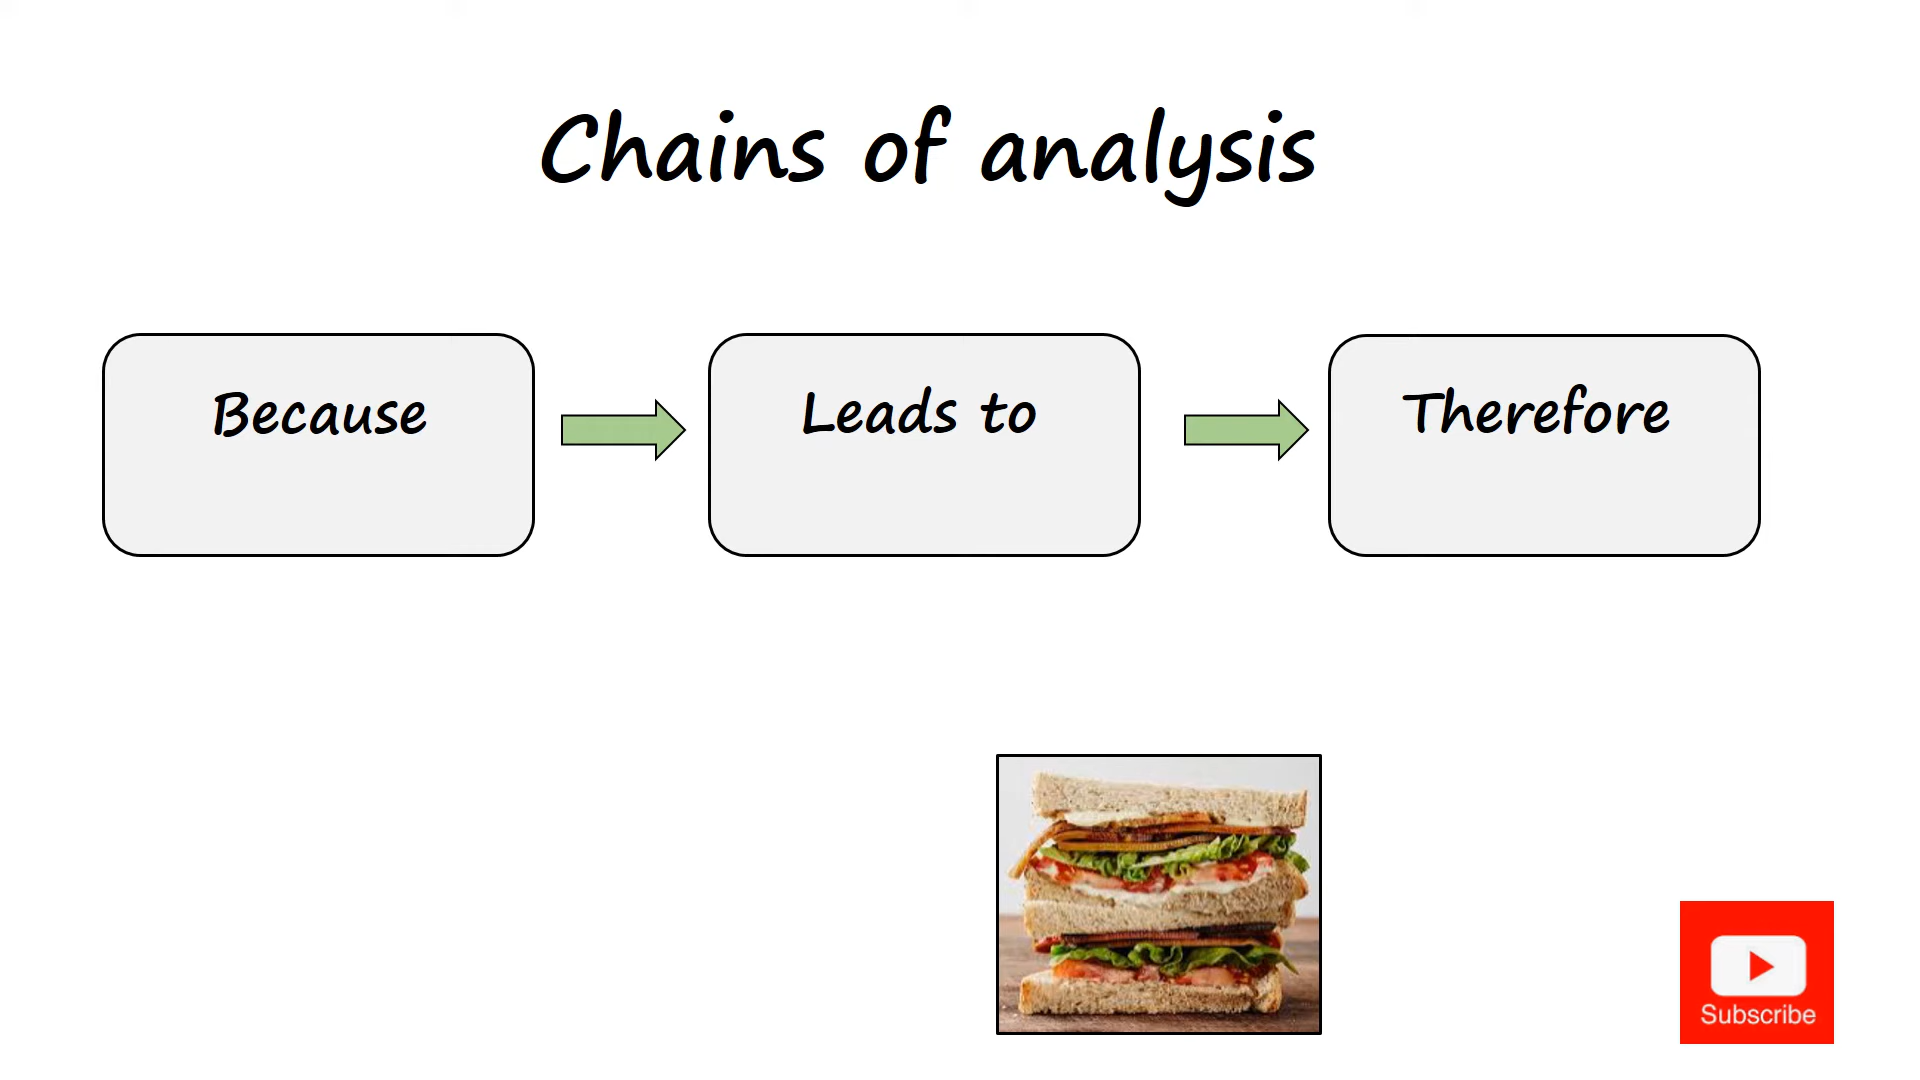 Chains of analysis
Because
Leads to
Therefore
Subscribe